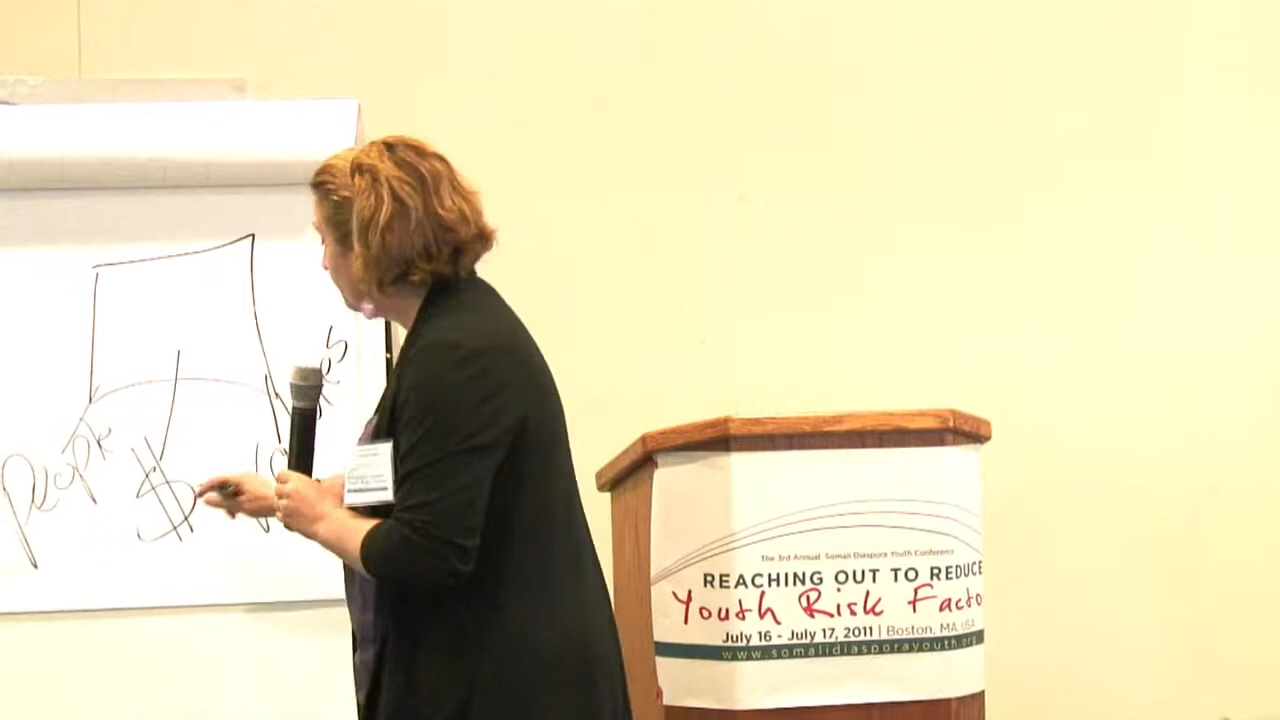 people
$
The 3rd Annual Somali Diaspora Youth Conference
REACHING OUT TO REDUCE
Youth Risk Facto
July 16 - July 17, 2011 | Boston, MA, USA
www.somalidiasporayouth.org